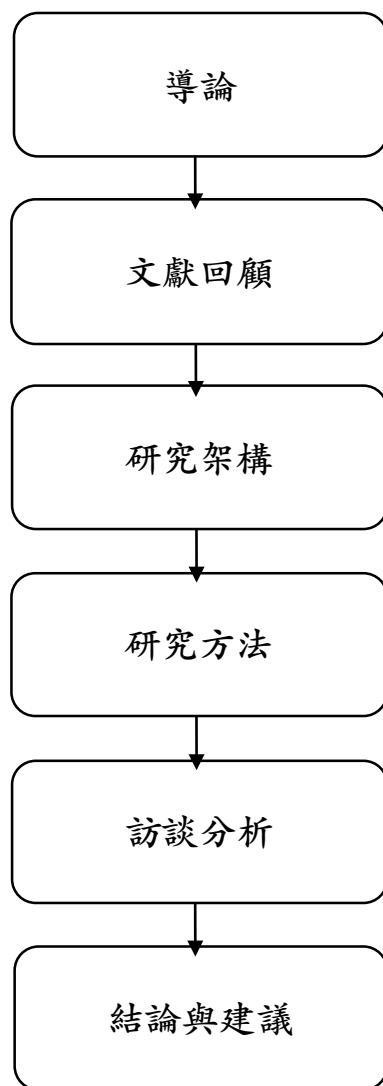 導論
文獻回顧
研究架構
研究方法
訪談分析
結論與建議